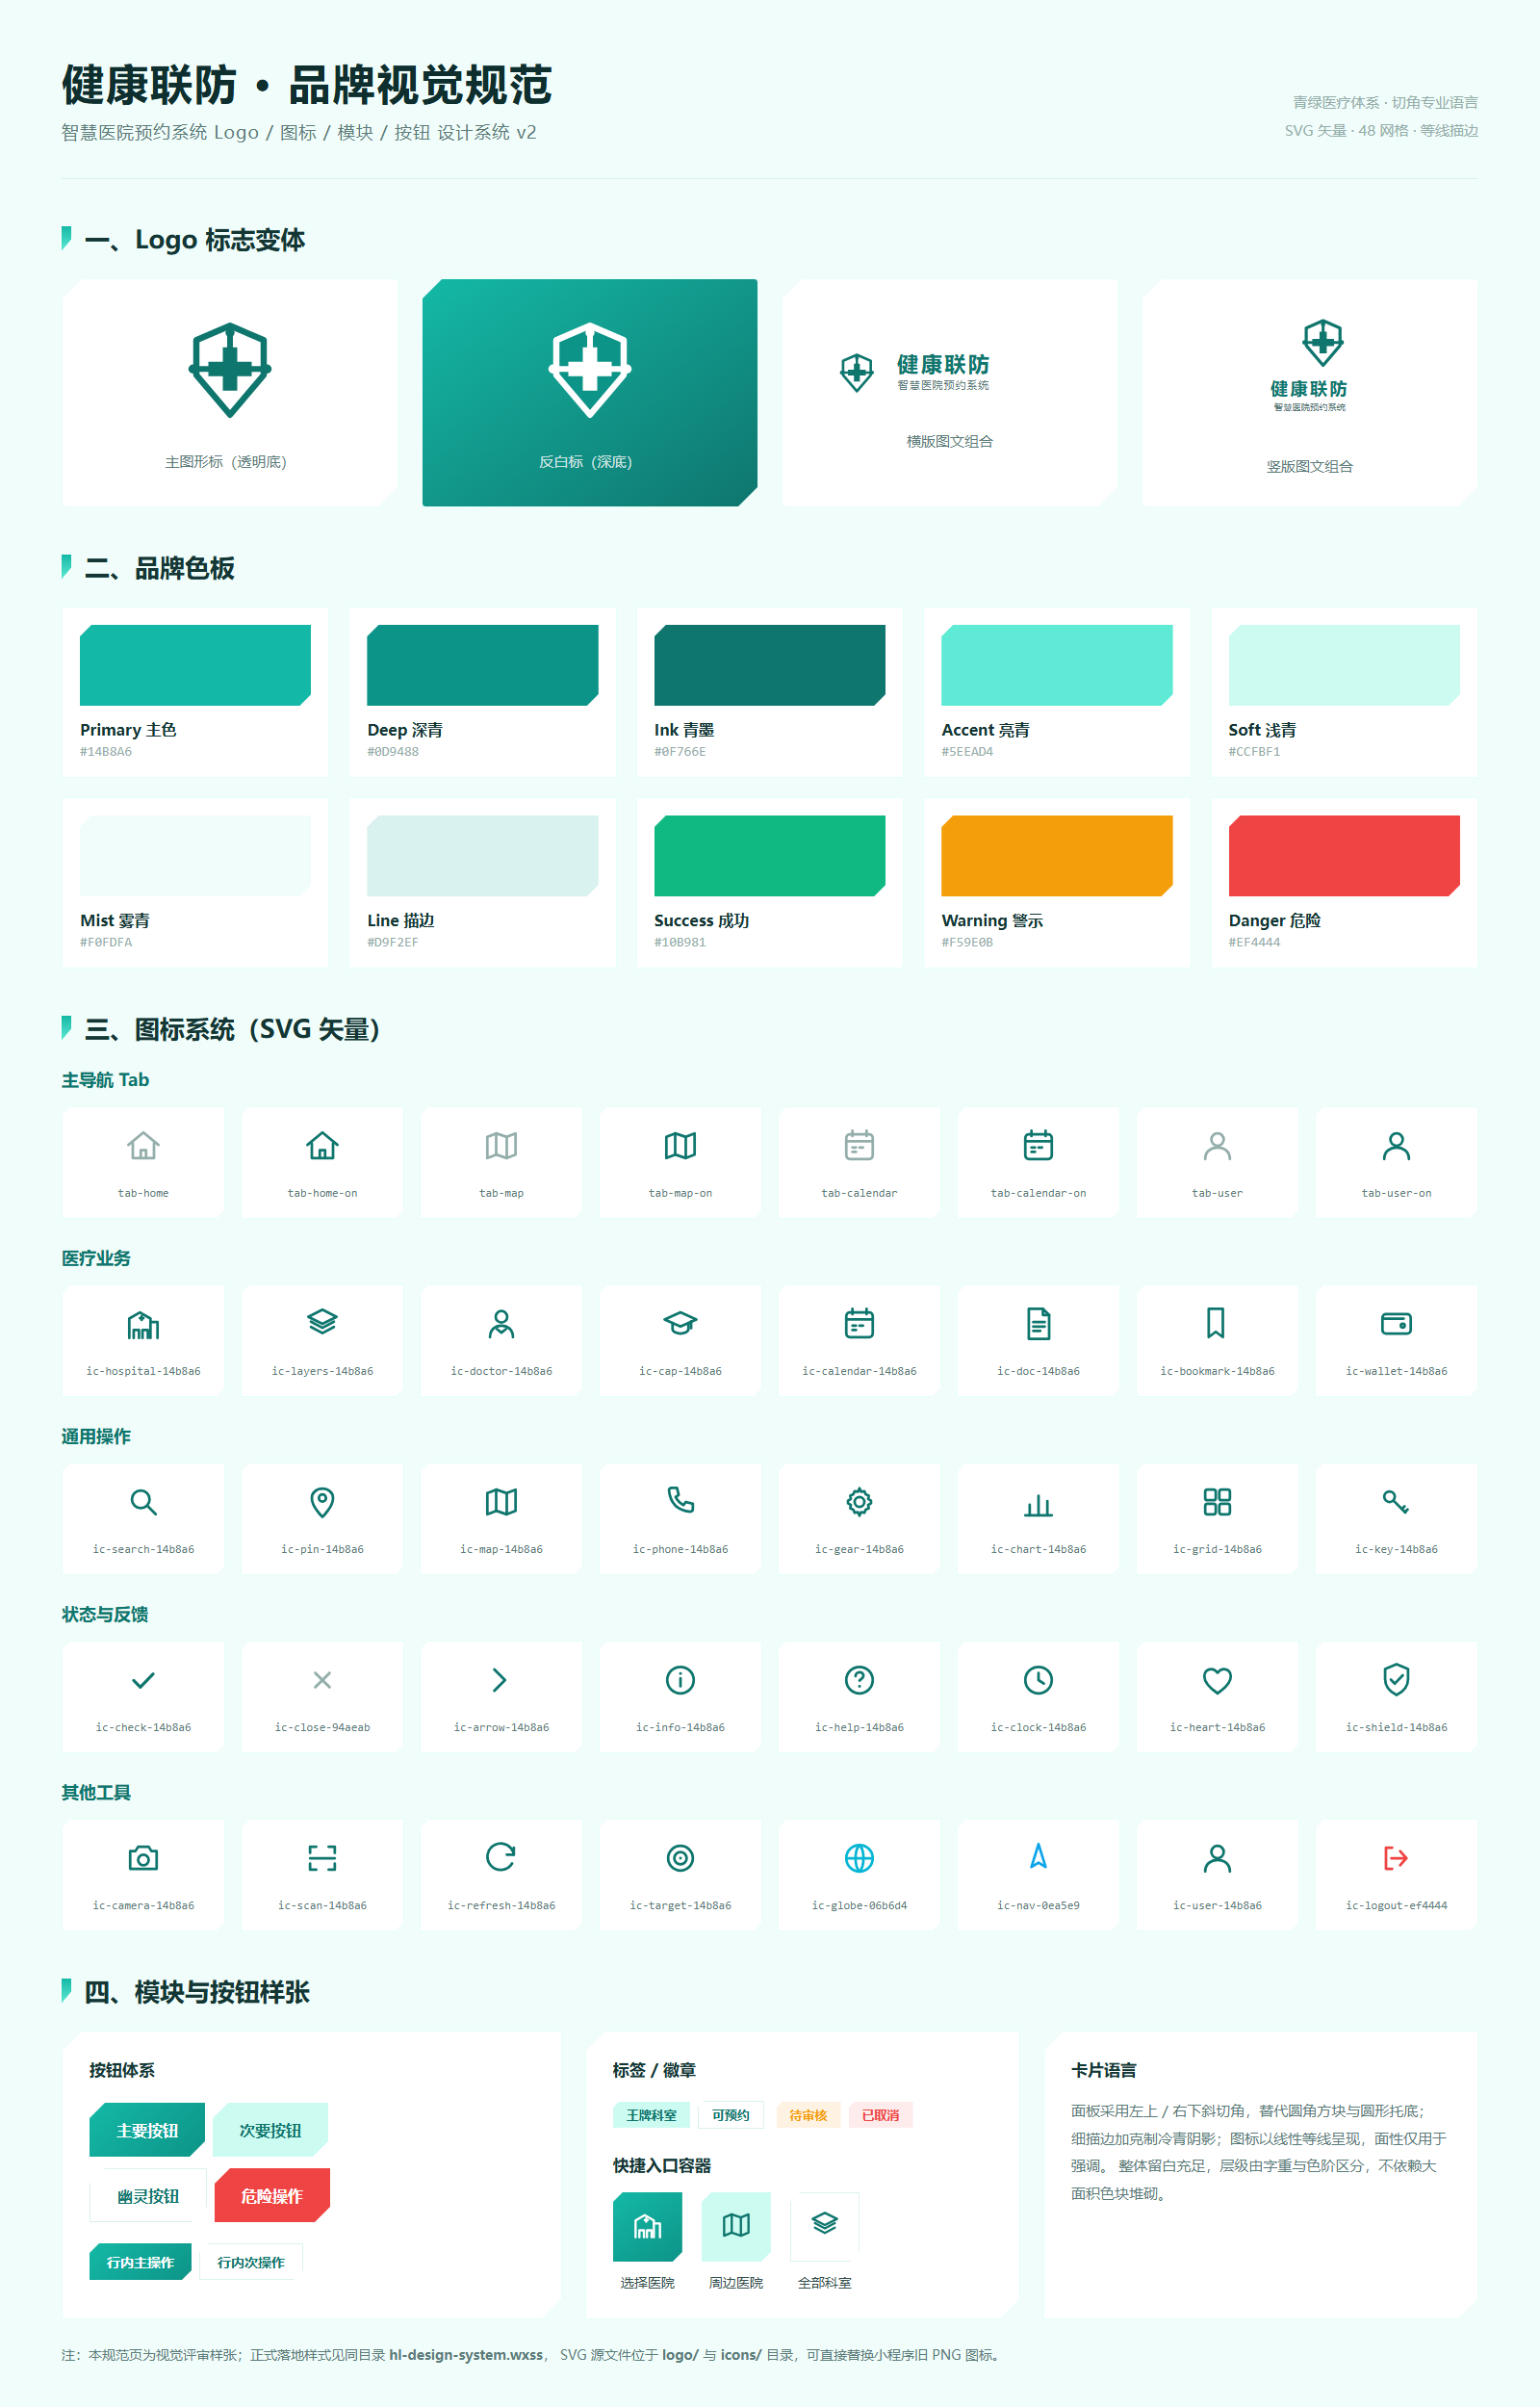 健康联防 · 品牌视觉规范
智慧医院预约系统 Logo / 图标 / 模块 / 按钮 设计系统 v2
青绿医疗体系 · 切角专业语言
SVG 矢量 · 48 网格 · 等线描边
一、Logo 标志变体
主图形标（透明底）
反白标（深底）
健康联防
智慧医院预约系统
横版图文组合
健康联防
智慧医院预约系统
竖版图文组合
二、品牌色板
Primary 主色
#14B8A6
Deep 深青
#0D9488
Ink 青墨
#0F766E
Accent 亮青
#5EEAD4
Soft 浅青
#CCFBF1
Mist 雾青
#F0FDFA
Line 描边
#D9F2EF
Success 成功
#10B981
Warning 警示
#F59E0B
Danger 危险
#EF4444
三、图标系统（SVG 矢量）
主导航 Tab
tab-home
tab-home-on
tab-map
tab-map-on
tab-calendar
tab-calendar-on
tab-user
tab-user-on
医疗业务
ic-hospital-14b8a6
ic-layers-14b8a6
ic-doctor-14b8a6
ic-cap-14b8a6
ic-calendar-14b8a6
ic-doc-14b8a6
ic-bookmark-14b8a6
ic-wallet-14b8a6
通用操作
ic-search-14b8a6
ic-pin-14b8a6
ic-map-14b8a6
ic-phone-14b8a6
ic-gear-14b8a6
ic-chart-14b8a6
ic-grid-14b8a6
ic-key-14b8a6
状态与反馈
ic-check-14b8a6
ic-close-94aeab
ic-arrow-14b8a6
ic-info-14b8a6
ic-help-14b8a6
ic-clock-14b8a6
ic-heart-14b8a6
ic-shield-14b8a6
其他工具
ic-camera-14b8a6
ic-scan-14b8a6
ic-refresh-14b8a6
ic-target-14b8a6
ic-globe-06b6d4
ic-nav-0ea5e9
ic-user-14b8a6
ic-logout-ef4444
四、模块与按钮样张
按钮体系
主要按钮
次要按钮
幽灵按钮
危险操作
行内主操作
行内次操作
标签 / 徽章
王牌科室
可预约
待审核
已取消
快捷入口容器
选择医院
周边医院
全部科室
卡片语言
面板采用左上 / 右下斜切角，替代圆角方块与圆形托底；
细描边加克制冷青阴影；图标以线性等线呈现，面性仅用于
强调。 整体留白充足，层级由字重与色阶区分，不依赖大
面积色块堆砌。
注：本规范页为视觉评审样张；正式落地样式见同目录 hl-design-system.wxss， SVG 源文件位于 logo/ 与 icons/ 目录，可直接替换小程序旧 PNG 图标。